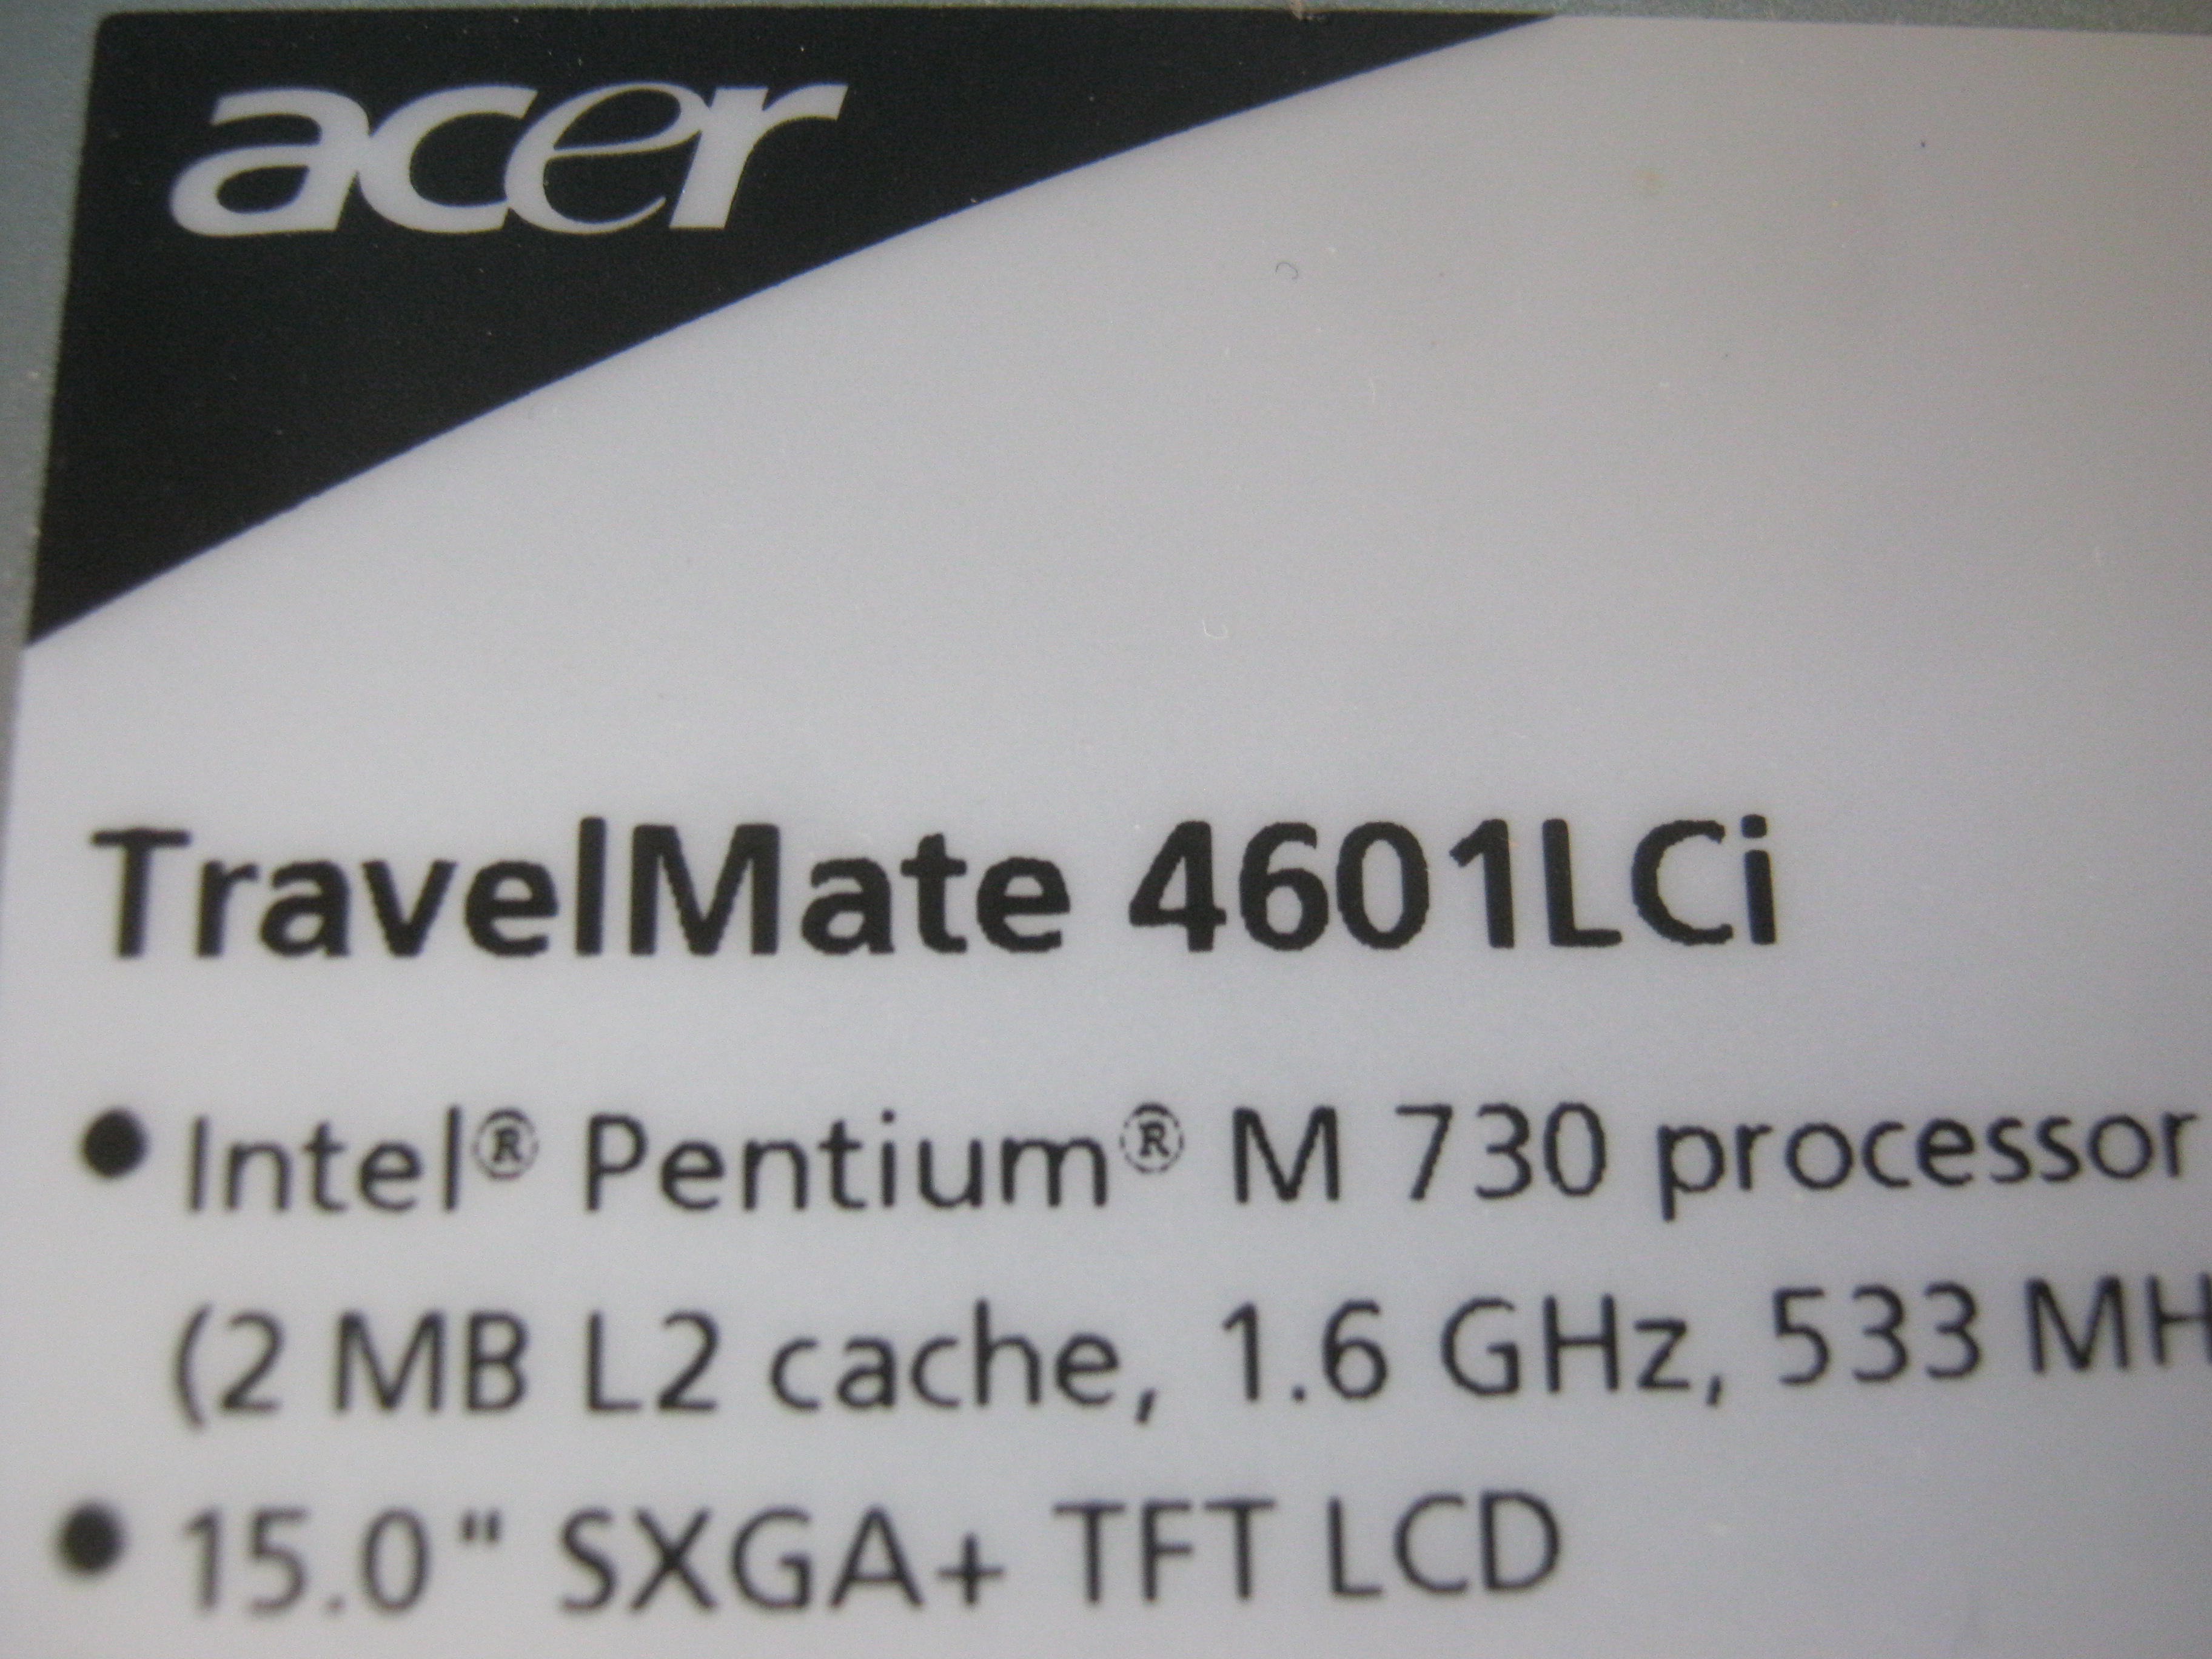 acer
TravelMate 4601LCi
• Intel® Pentium® M 730 processor
(2 MB L2 cache, 1.6 GHz, 533 MH
• 15.0" SXGA+ TFT LCD